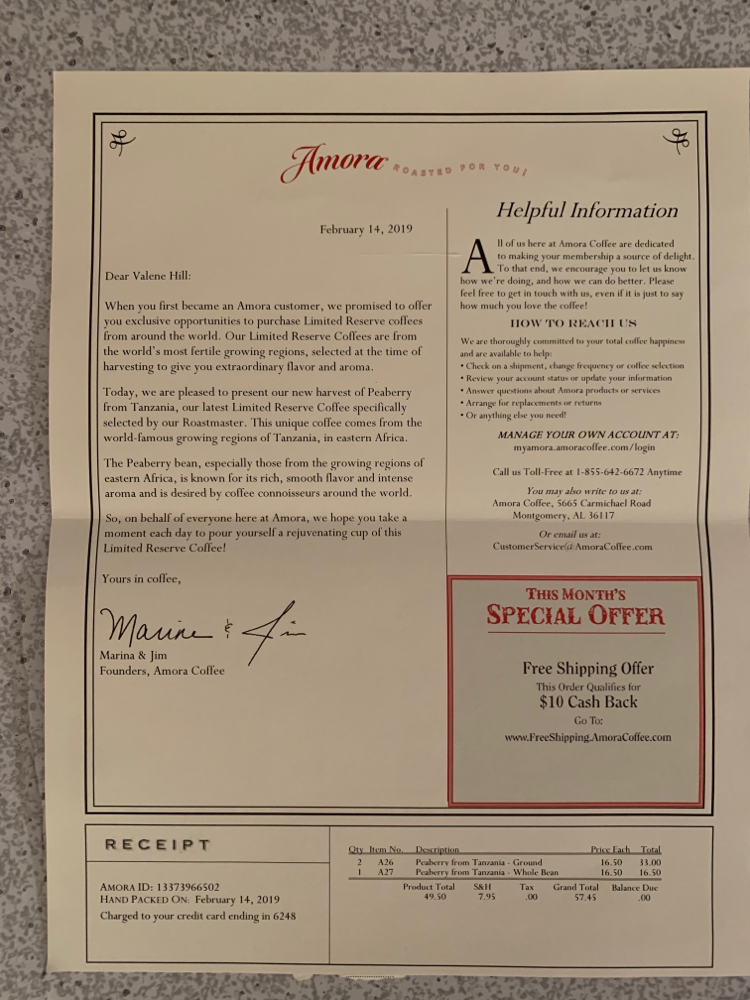 Amora ROASTED FOR YOU!
February 14, 2019
Dear Valene Hill:
When you first became an Amora customer, we promised to offer
you exclusive opportunities to purchase Limited Reserve coffees
from around the world. Our Limited Reserve Coffees are from
the world's most fertile growing regions, selected at the time of
harvesting to give you extraordinary flavor and aroma.
Today, we are pleased to present our new harvest of Peaberry
from Tanzania, our latest Limited Reserve Coffee specifically
selected by our Roastmaster. This unique coffee comes from the
world-famous growing regions of Tanzania, in eastern Africa.
The Peaberry bean, especially those from the growing regions of
eastern Africa, is known for its rich, smooth flavor and intense
aroma and is desired by coffee connoisseurs around the world.
So, on behalf of everyone here at Amora, we hope you take a
moment each day to pour yourself a rejuvenating cup of this
Limited Reserve Coffee!
Yours in coffee,
Marina & Jim
Marina & Jim
Founders, Amora Coffee
Helpful Information
All of us here at Amora Coffee are dedicated
to making your membership a source of delight.
To that end, we encourage you to let us know
how we're doing, and how we can do better. Please
feel free to get in touch with us, even if it is just to say
how much you love the coffee!
HOW TO REACH US
We are thoroughly committed to your total coffee happiness
and are available to help:
• Check on a shipment, change frequency or coffee selection
• Review your account status or update your information
• Answer questions about Amora products or services
• Arrange for replacements or returns
• Or anything else you need!
MANAGE YOUR OWN ACCOUNT AT:
myamora.amoracoffee.com/login
Call us Toll-Free at 1-855-642-6672 Anytime
You may also write to us at:
Amora Coffee, 5665 Carmichael Road
Montgomery, AL 36117
Or email us at:
CustomerService@AmoraCoffee.com
THIS MONTH'S
SPECIAL OFFER
Free Shipping Offer
This Order Qualifies for
$10 Cash Back
Go To:
www.FreeShipping.AmoraCoffee.com
RECEIPT
AMORA ID: 13373966502
HAND PACKED ON: February 14, 2019
Charged to your credit card ending in 6248
Qty Item No. Description Price Each Total
2 A26 Peaberry from Tanzania - Ground 16.50 33.00
1 A27 Peaberry from Tanzania - Whole Bean 16.50 16.50
Product Total S&H Tax Grand Total Balance Due
49.50 7.95 .00 57.45 .00